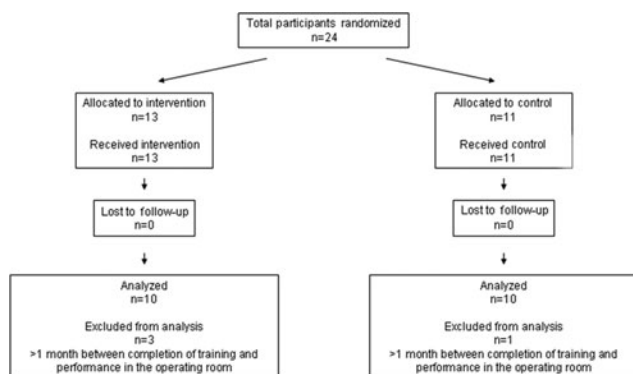 Total participants randomized
n=24
Allocated to intervention
n=13
Received intervention
n=13
Allocated to control
n=11
Received control
n=11
Lost to follow-up
n=0
Lost to follow-up
n=0
Analyzed
n=10
Excluded from analysis
n=3
>1 month between completion of training and
performance in the operating room
Analyzed
n=10
Excluded from analysis
n=1
>1 month between completion of training and
performance in the operating room